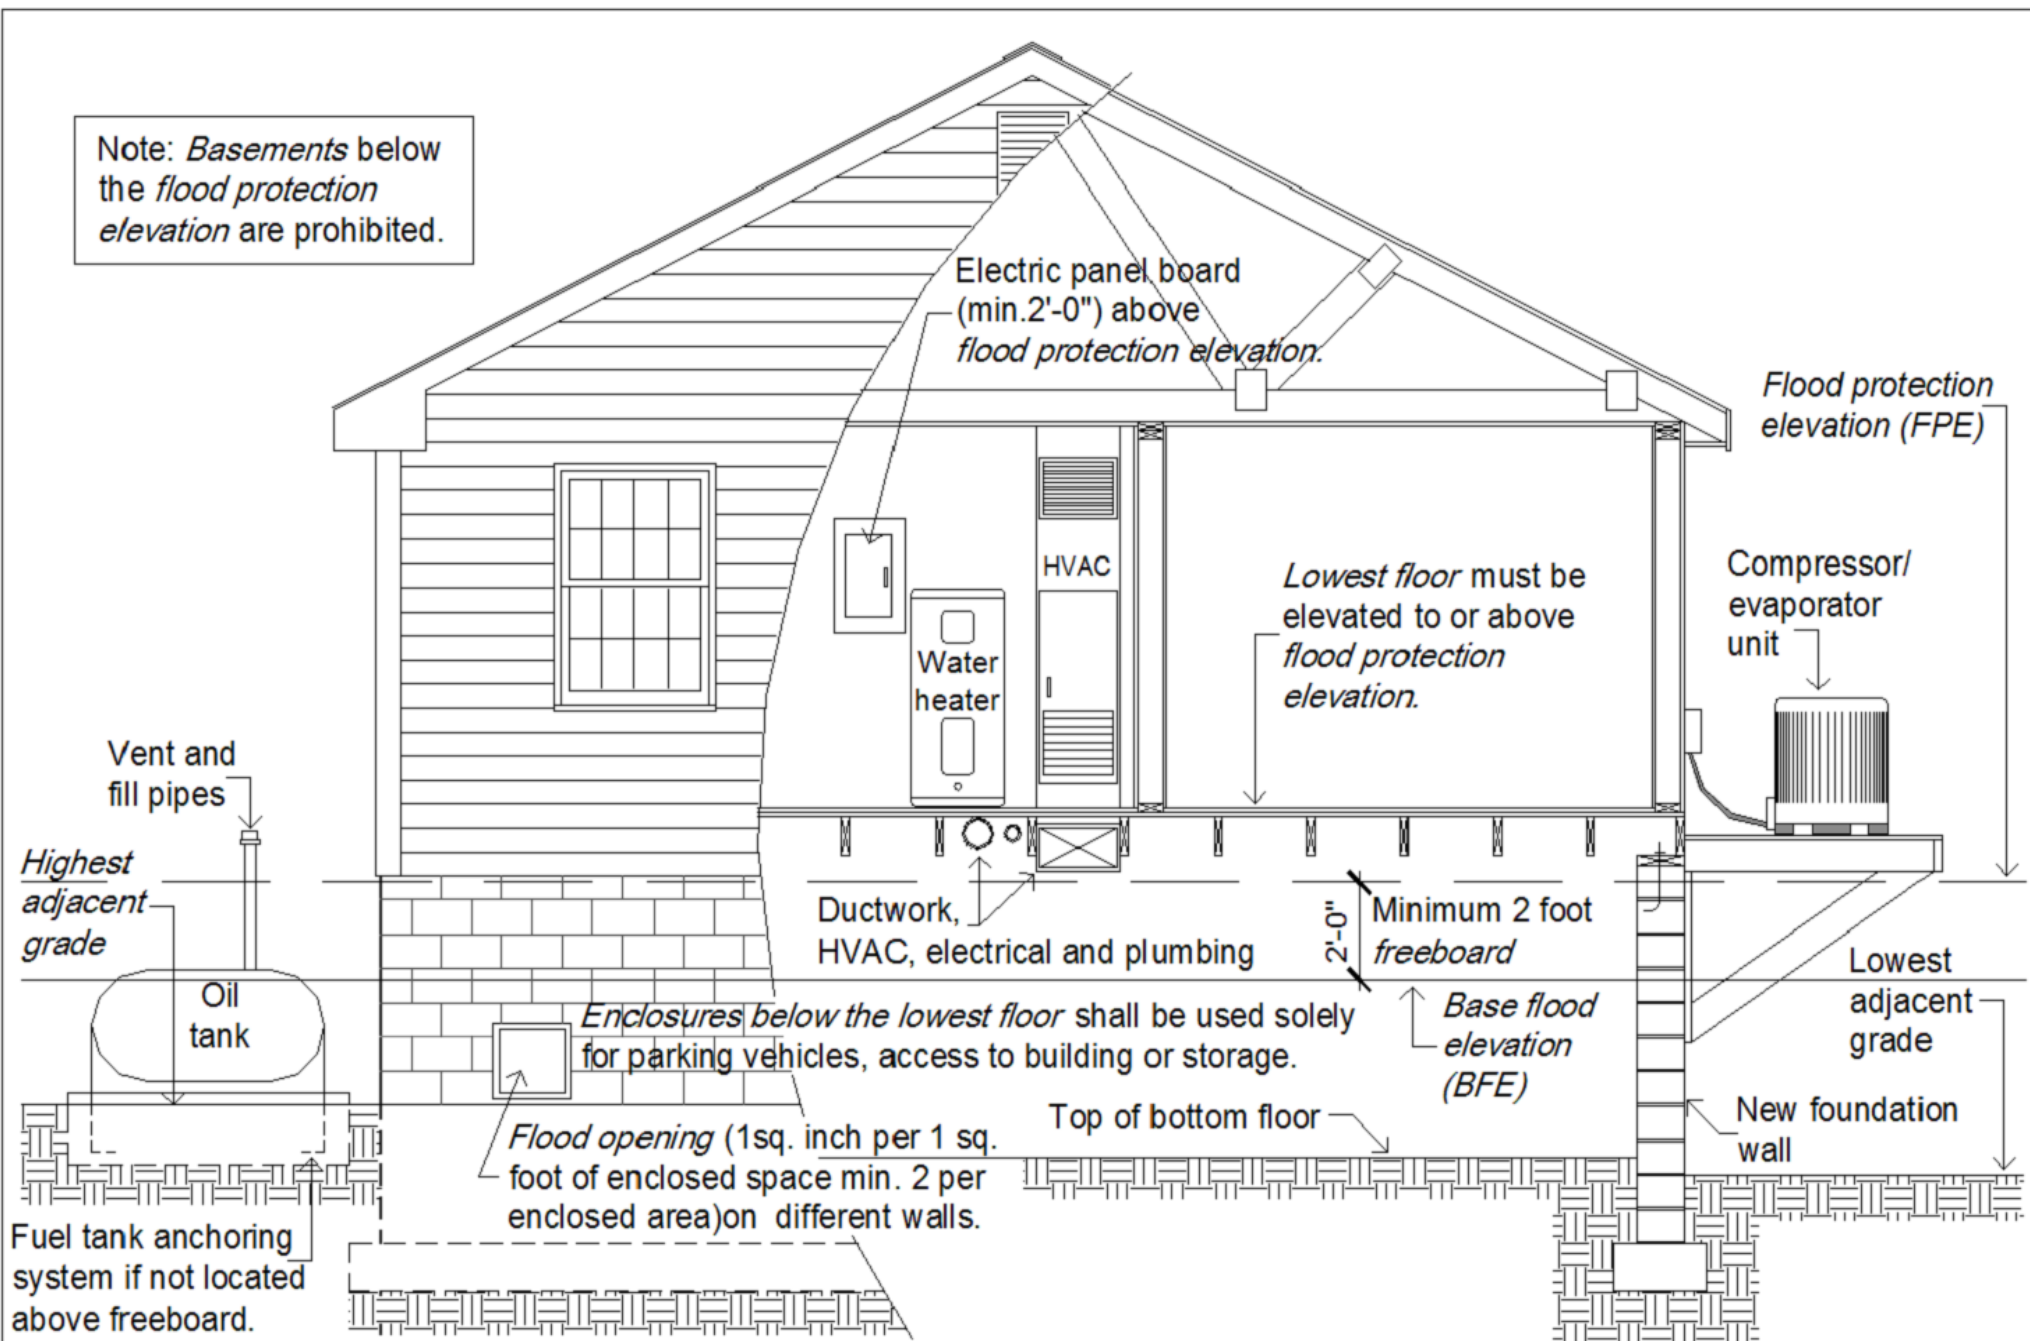 Note: Basements below
the flood protection
elevation are prohibited.
Electric panel board
(min.2'-0") above
flood protection elevation.
Flood protection
elevation (FPE)
HVAC
Lowest floor must be
elevated to or above
flood protection
elevation.
Compressor/
evaporator
unit
Water
heater
Vent and
fill pipes
Highest
adjacent
grade
Ductwork,
HVAC, electrical and plumbing
2'-0"
Minimum 2 foot
freeboard
Oil
tank
Enclosures below the lowest floor shall be used solely
for parking vehicles, access to building or storage.
Base flood
elevation
(BFE)
Lowest
adjacent
grade
Top of bottom floor
New foundation
wall
Flood opening (1sq. inch per 1 sq.
foot of enclosed space min. 2 per
enclosed area)on different walls.
Fuel tank anchoring
system if not located
above freeboard.